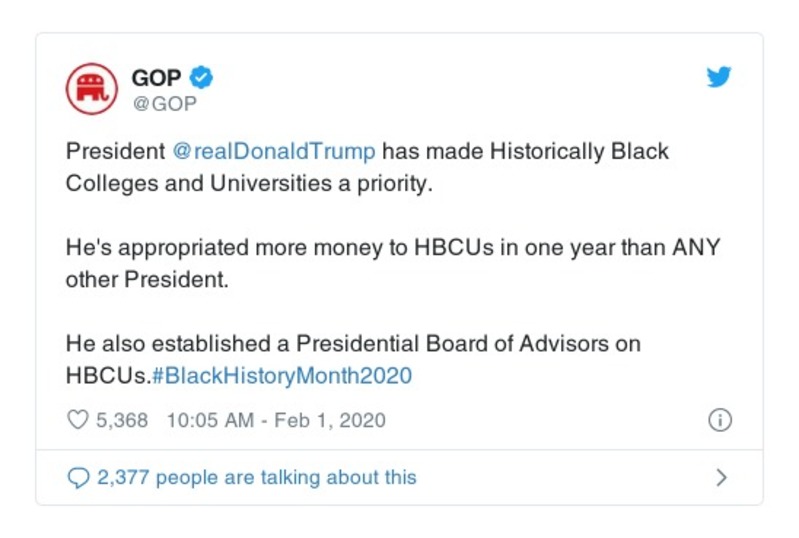 GOP
@GOP
President @realDonaldTrump has made Historically Black
Colleges and Universities a priority.
He's appropriated more money to HBCUs in one year than ANY
other President.
He also established a Presidential Board of Advisors on
HBCUs.#BlackHistoryMonth2020
5,368 10:05 AM - Feb 1, 2020
2,377 people are talking about this